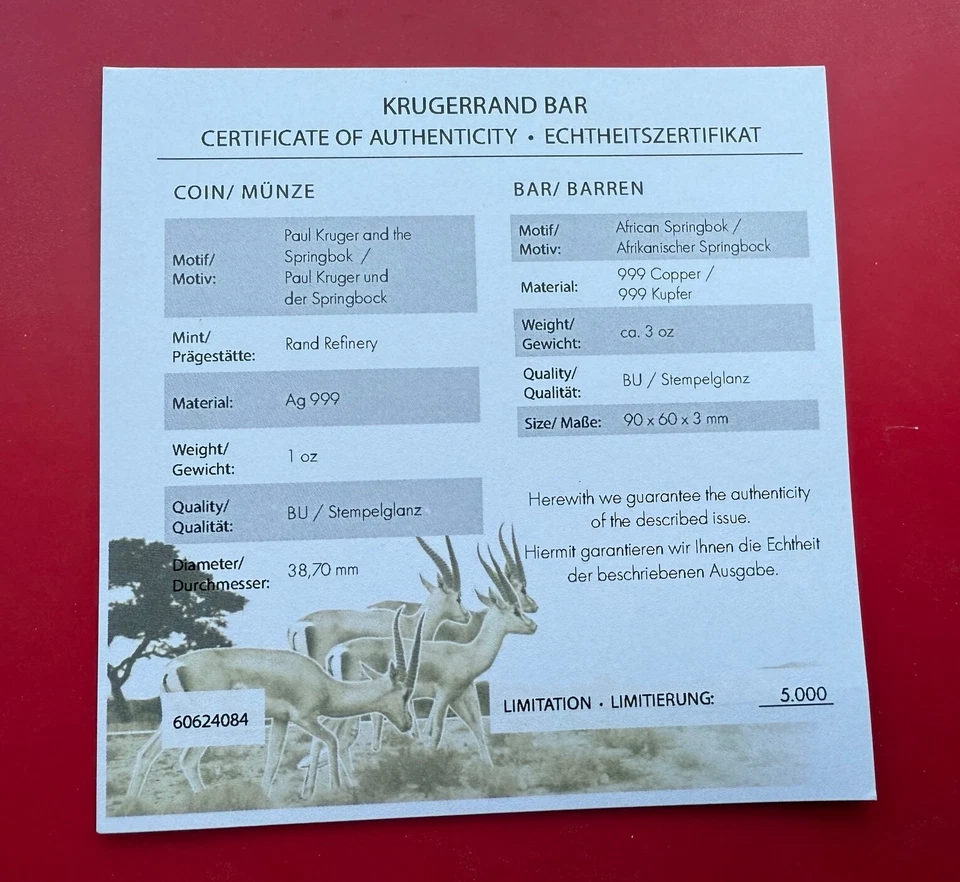 KRUGERRAND BAR
CERTIFICATE OF AUTHENTICITY • ECHTHEITSZERTIFIKAT
COIN/ MÜNZE
Motif/
Motiv:
Paul Kruger and the
Springbok /
Paul Kruger und
der Springbock
Mint/
Prägestätte:
Rand Refinery
Material:
Ag 999
Weight/
Gewicht:
1 oz
Quality/
Qualität:
BU / Stempelglanz
Diameter/
Durchmesser:
38,70 mm
60624084
BAR/ BARREN
Motif/
Motiv:
African Springbok /
Afrikanischer Springbock
Material:
999 Copper /
999 Kupfer
Weight/
Gewicht:
ca. 3 oz
Quality/
Qualität:
BU / Stempelglanz
Size/ Maße:
90 x 60 x 3 mm
Herewith we guarantee the authenticity
of the described issue.
Hiermit garantieren wir Ihnen die Echtheit
der beschriebenen Ausgabe.
LIMITATION • LIMITIERUNG: 5.000